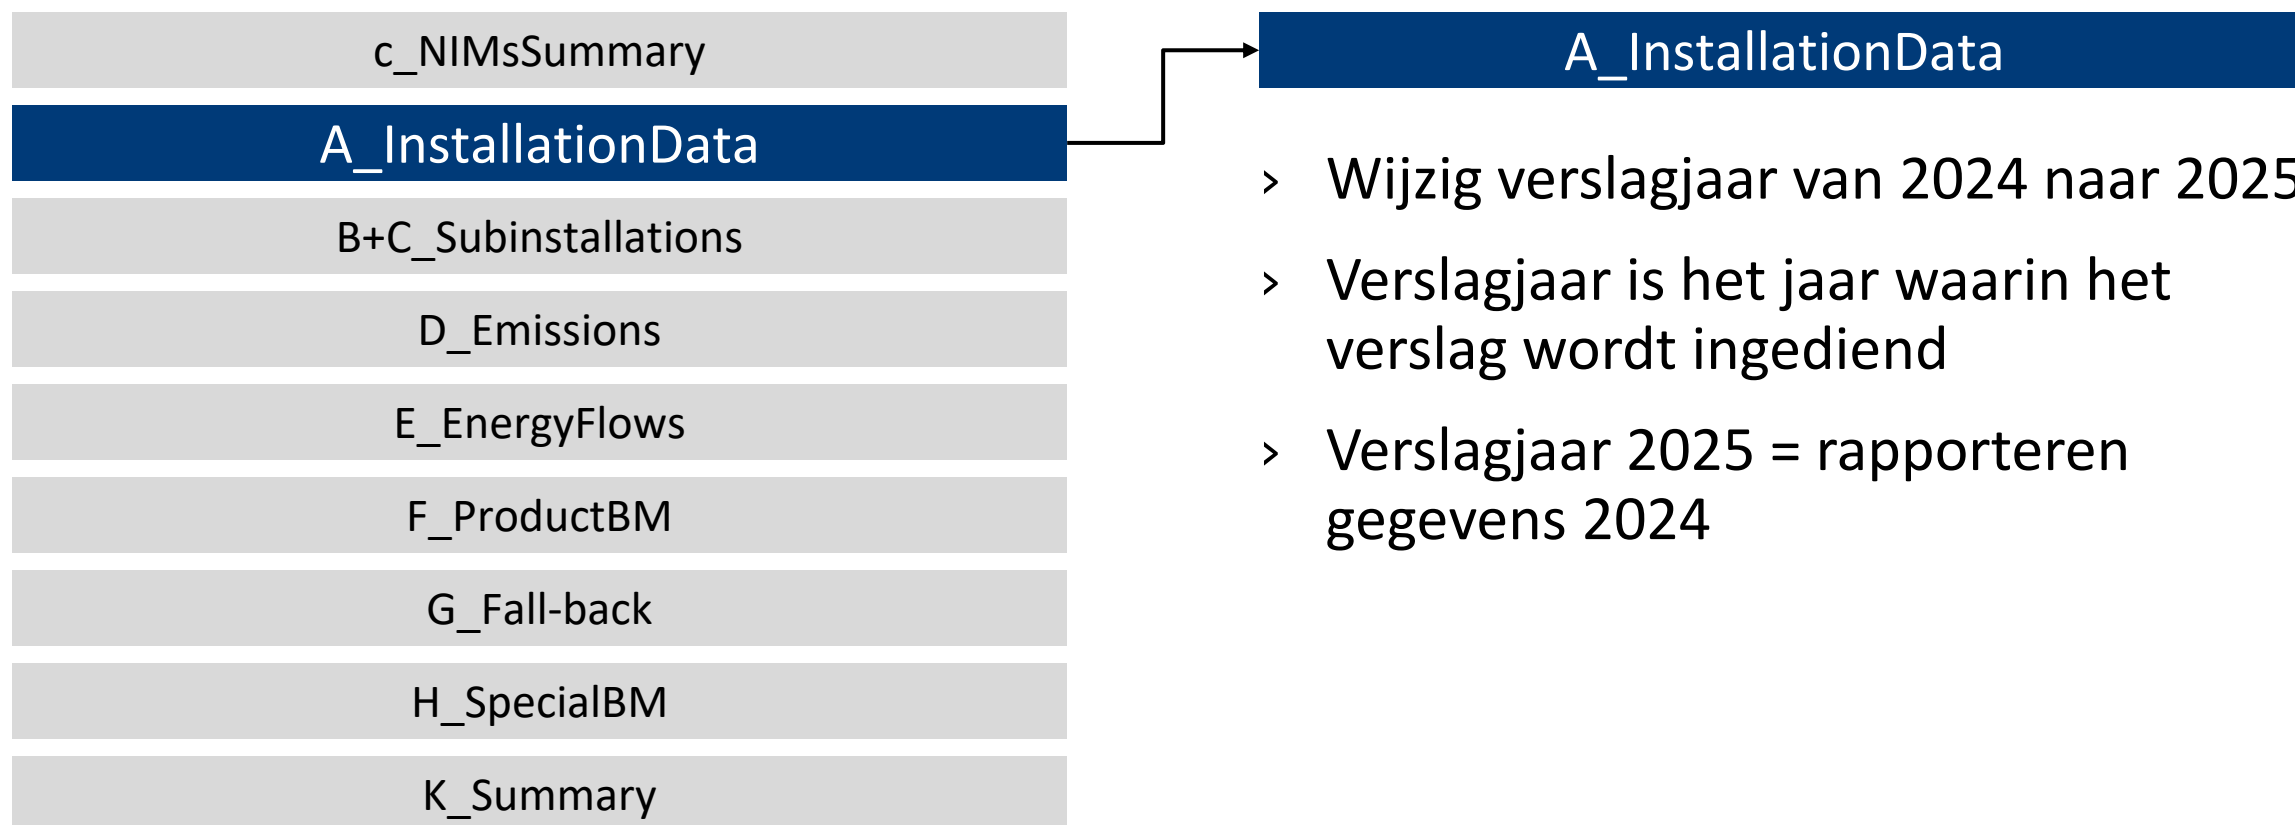 c_NIMsSummary
A_InstallationData
B+C_Subinstallations
D_Emissions
E_EnergyFlows
F_ProductBM
G_Fall-back
H_SpecialBM
K_Summary
A_InstallationData
› Wijzig verslagjaar van 2024 naar 2025
› Verslagjaar is het jaar waarin het
verslag wordt ingediend
› Verslagjaar 2025 = rapporteren
gegevens 2024